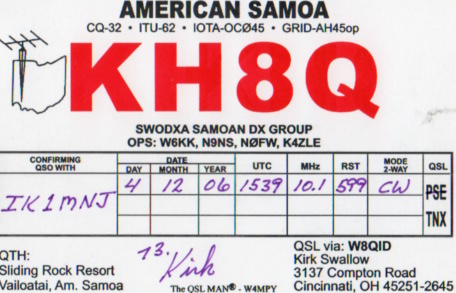 AMERICAN SAMOA
CQ-32 • ITU-62 • IOTA-OCØ45 • GRID-AH45op
KH8Q
SWODXA SAMOAN DX GROUP
OPS: W6KK, N9NS, NØFW, K4ZLE
CONFIRMING QSO WITH DATE UTC MHz RST MODE 2-WAY QSL
DAY MONTH YEAR
IK1MNJ 4 12 06 1539 10.1 599 CW PSE
TNX
QTH:
Sliding Rock Resort
Vailoatai, Am. Samoa
73. Kirk
The QSL MAN® - W4MPY
QSL via: W8QID
Kirk Swallow
3137 Compton Road
Cincinnati, OH 45251-2645